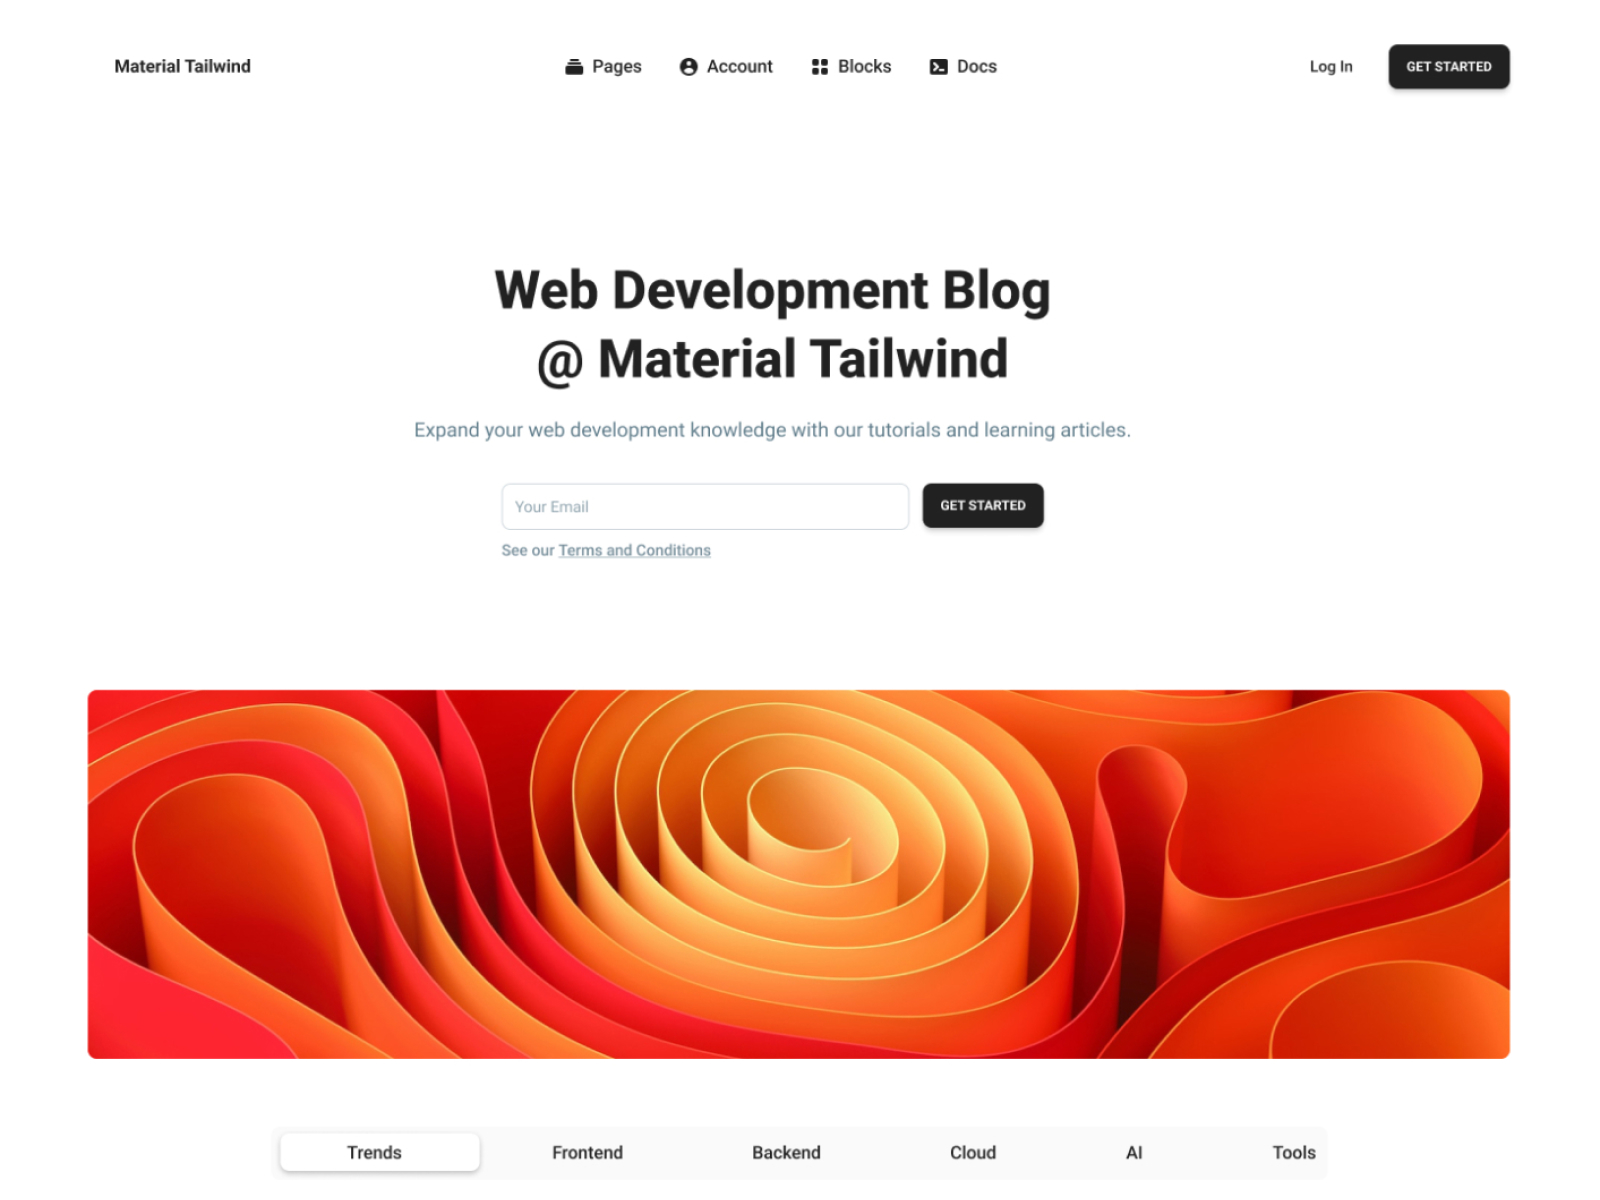 Material Tailwind
Pages
Account
Blocks
Docs
Log In
GET STARTED
Web Development Blog
@ Material Tailwind
Expand your web development knowledge with our tutorials and learning articles.
Your Email
GET STARTED
See our Terms and Conditions
Trends
Frontend
Backend
Cloud
AI
Tools